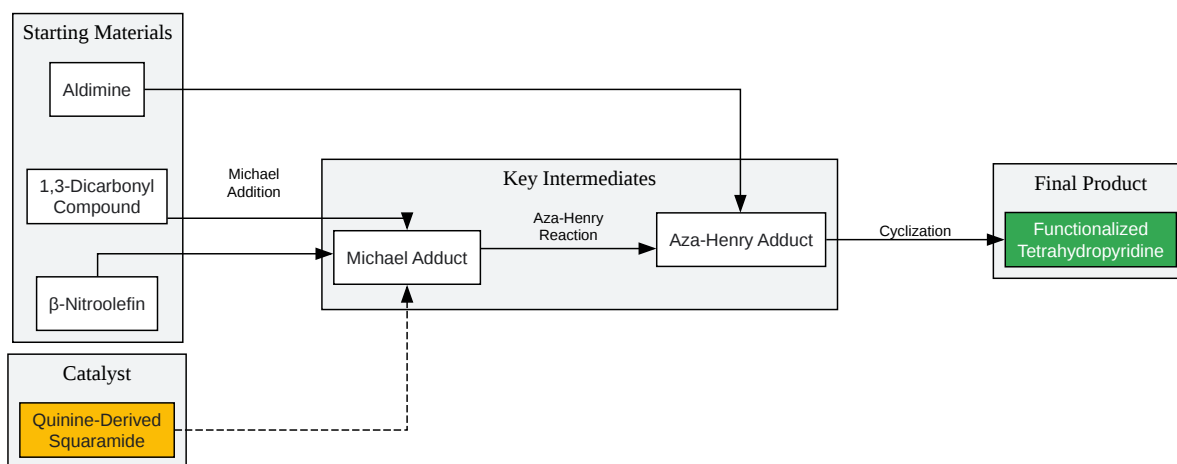 Starting Materials
Aldimine
1,3-Dicarbonyl
Compound
β-Nitroolefin
Michael
Addition
Key Intermediates
Michael Adduct
Aza-Henry
Reaction
Aza-Henry Adduct
Cyclization
Final Product
Functionalized
Tetrahydropyridine
Catalyst
Quinine-Derived
Squaramide